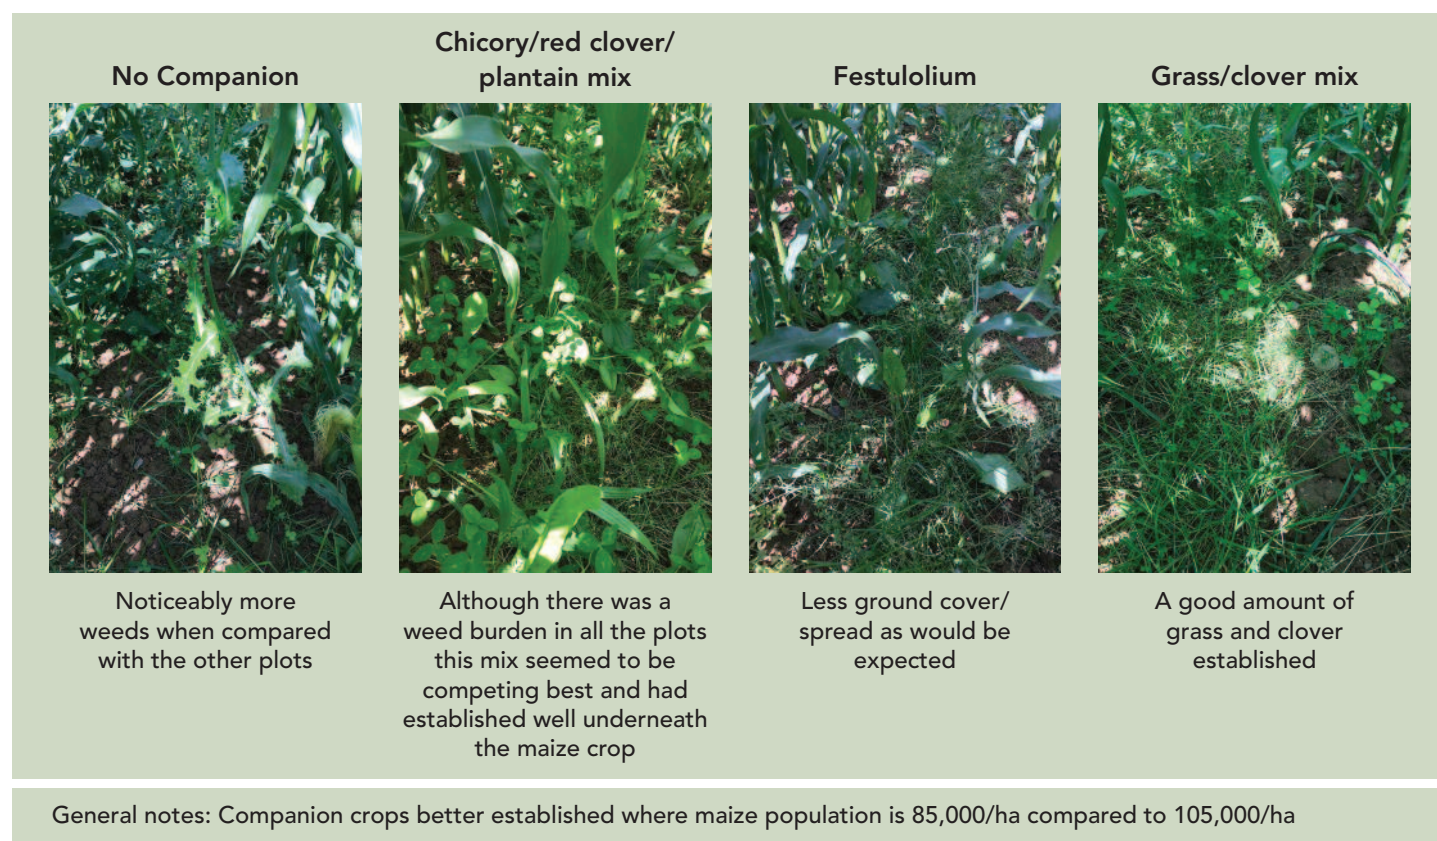 No Companion
Noticeably more
weeds when compared
with the other plots
Chicory/red clover/
plantain mix
Although there was a
weed burden in all the plots
this mix seemed to be
competing best and had
established well underneath
the maize crop
Festulolium
Less ground cover/
spread as would be
expected
Grass/clover mix
A good amount of
grass and clover
established
General notes: Companion crops better established where maize population is 85,000/ha compared to 105,000/ha